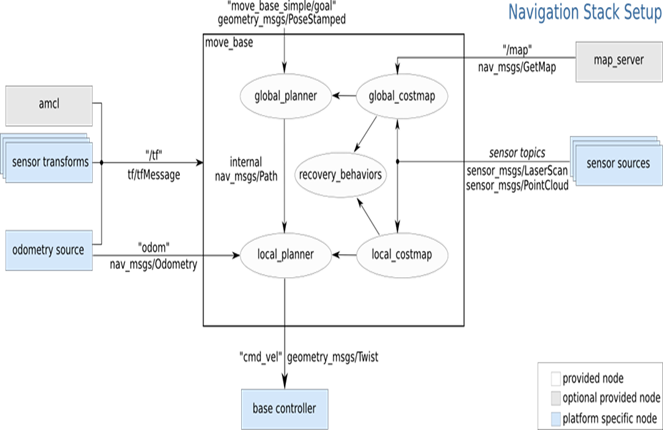 "move_base_simple/goal"
geometry_msgs/PoseStamped
Navigation Stack Setup
move_base
"/map"
nav_msgs/GetMap
map_server
global_planner
global_costmap
amcl
sensor transforms
"/tf"
tf/tfMessage
internal
nav_msgs/Path
recovery_behaviors
sensor topics
sensor_msgs/LaserScan
sensor_msgs/PointCloud
sensor sources
odometry source
"odom"
nav_msgs/Odometry
local_planner
local_costmap
"cmd_vel" geometry_msgs/Twist
base controller
provided node
optional provided node
platform specific node